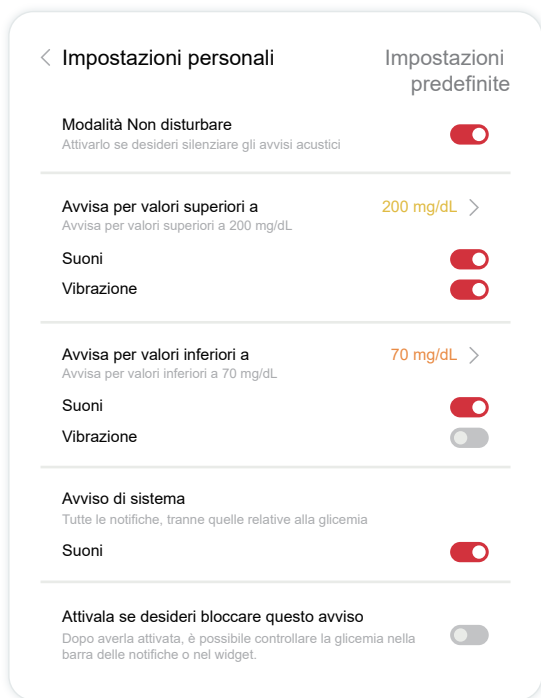 Impostazioni personali
Impostazioni
predefinite
Modalità Non disturbare
Attivarlo se desideri silenziare gli avvisi acustici
Avvisa per valori superiori a
200 mg/dL
Avvisa per valori superiori a 200 mg/dL
Suoni
Vibrazione
Avvisa per valori inferiori a
70 mg/dL
Avvisa per valori inferiori a 70 mg/dL
Suoni
Vibrazione
Avviso di sistema
Tutte le notifiche, tranne quelle relative alla glicemia
Suoni
Attivala se desideri bloccare questo avviso
Dopo averla attivata, è possibile controllare la glicemia nella
barra delle notifiche o nel widget.